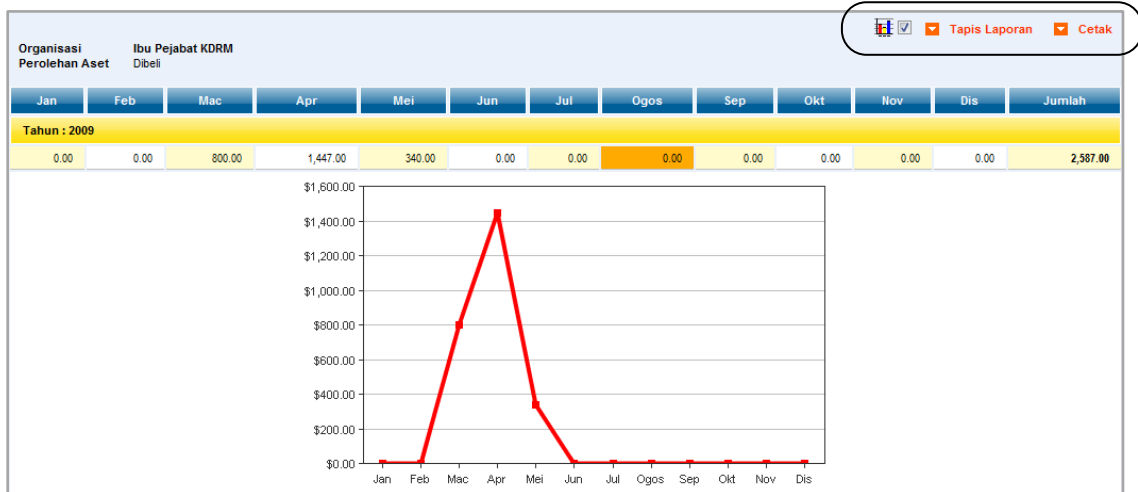 Tapis Laporan Cetak
Organisasi Ibu Pejabat KDRM
Perolehan Aset Dibeli
Jan Feb Mac Apr Mei Jun Jul Ogos Sep Okt Nov Dis Jumlah
Tahun : 2009
0.00 0.00 800.00 1,447.00 340.00 0.00 0.00 0.00 0.00 0.00 0.00 0.00 2,587.00
$1,600.00
$1,400.00
$1,200.00
$1,000.00
$800.00
$600.00
$400.00
$200.00
$0.00
Jan Feb Mac Apr Mei Jun Jul Ogos Sep Okt Nov Dis